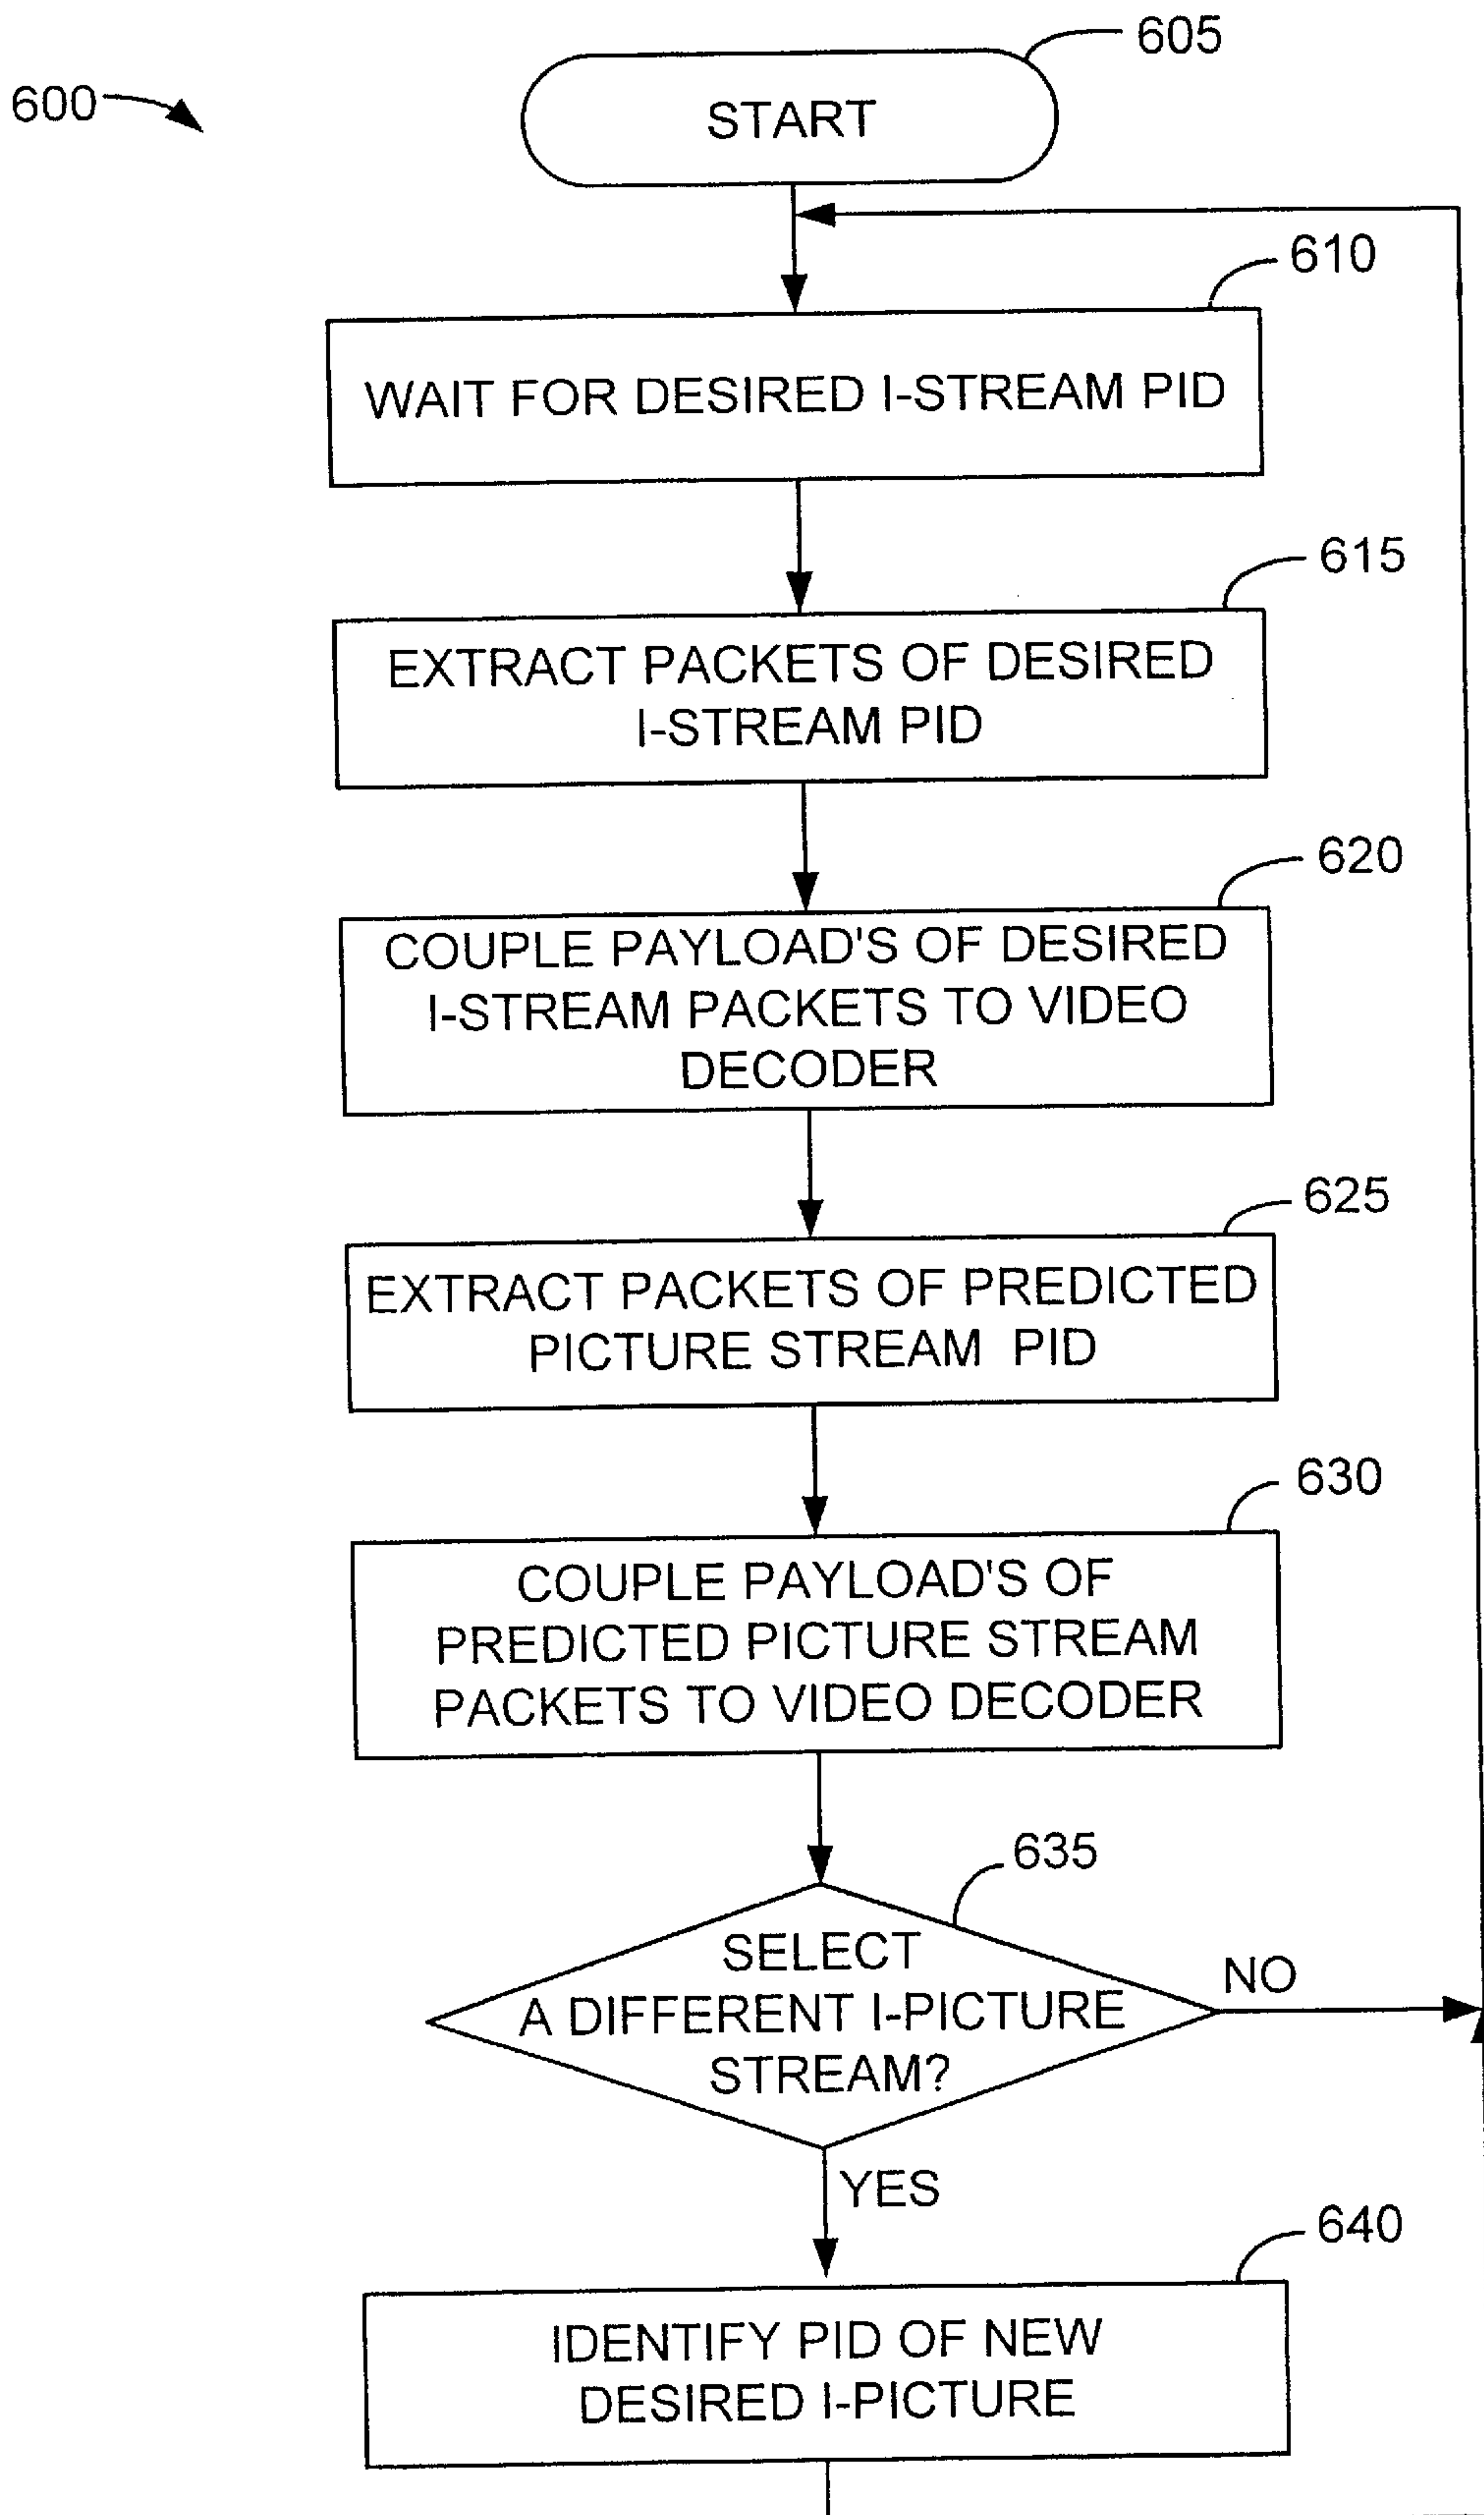 605
600
START
610
WAIT FOR DESIRED I-STREAM PID
615
EXTRACT PACKETS OF DESIRED
I-STREAM PID
620
COUPLE PAYLOAD'S OF DESIRED
I-STREAM PACKETS TO VIDEO
DECODER
625
EXTRACT PACKETS OF PREDICTED
PICTURE STREAM PID
630
COUPLE PAYLOAD'S OF
PREDICTED PICTURE STREAM
PACKETS TO VIDEO DECODER
635
SELECT
A DIFFERENT I-PICTURE
STREAM?
NO
YES
640
IDENTIFY PID OF NEW
DESIRED I-PICTURE